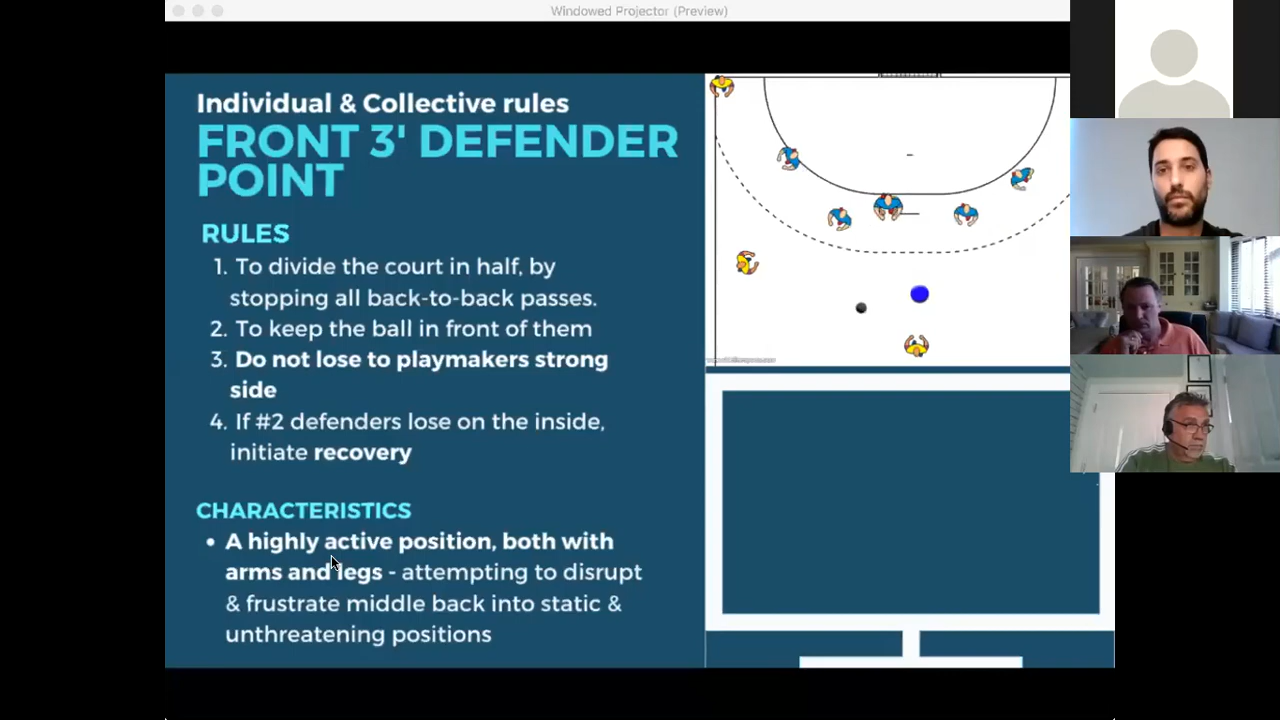 Windowed Projector (Preview)
Individual & Collective rules
FRONT 3' DEFENDER
POINT
RULES
1. To divide the court in half, by
stopping all back-to-back passes.
2. To keep the ball in front of them
3. Do not lose to playmakers strong
side
4. If #2 defenders lose on the inside,
initiate recovery
CHARACTERISTICS
• A highly active position, both with
arms and legs - attempting to disrupt
& frustrate middle back into static &
unthreatening positions